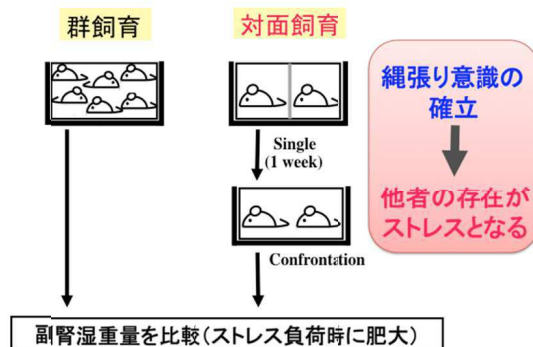 群飼育
対面飼育
Single
(1 week)
Confrontation
縄張り意識の
確立
他者の存在が
ストレスとなる
副腎湿重量を比較(ストレス負荷時に肥大)